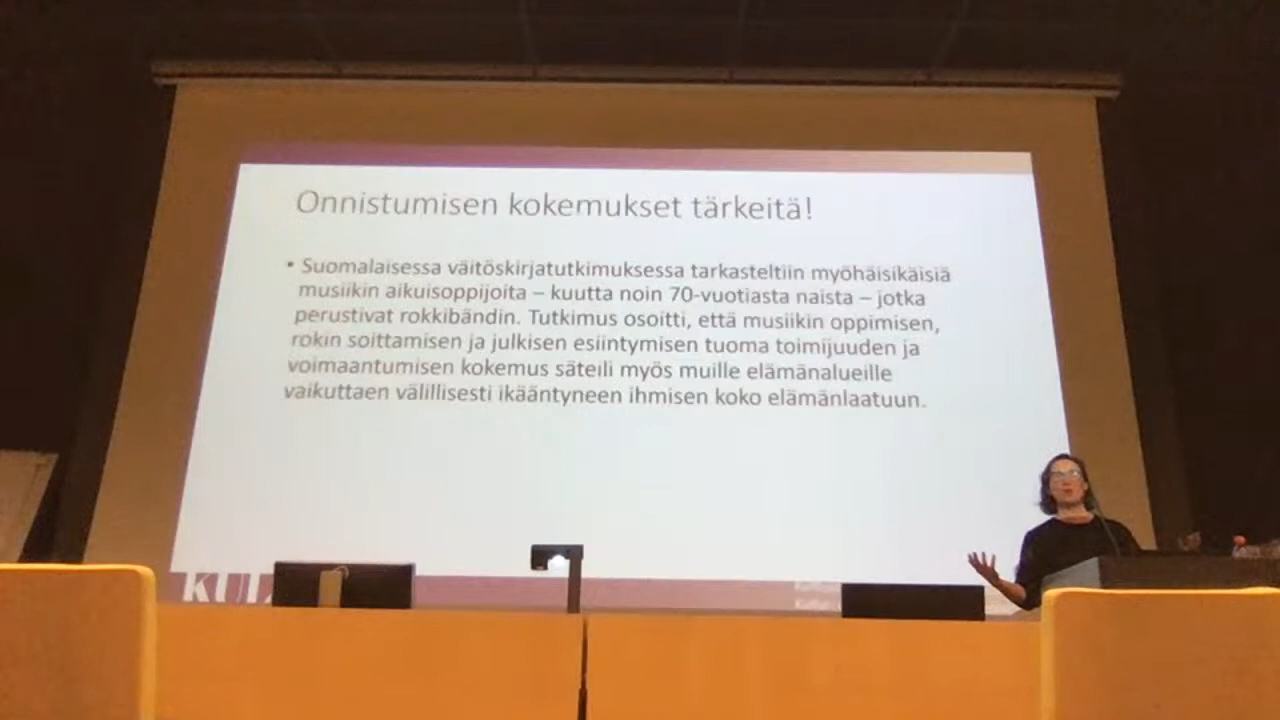 Onnistumisen kokemukset tärkeitä!
• Suomalaisessa väitöskirjatutkimuksessa tarkasteltiin myöhäisikäisiä
musiikin aikuisoppijoita – kuutta noin 70-vuotiasta naista – jotka
perustivat rokkibändin. Tutkimus osoitti, että musiikin oppimisen,
rokin soittamisen ja julkisen esiintymisen tuoma toimijuuden ja
voimaantumisen kokemus säteili myös muille elämänalueille
vaikuttaen välillisesti ikääntyneen ihmisen koko elämänlaatuun.